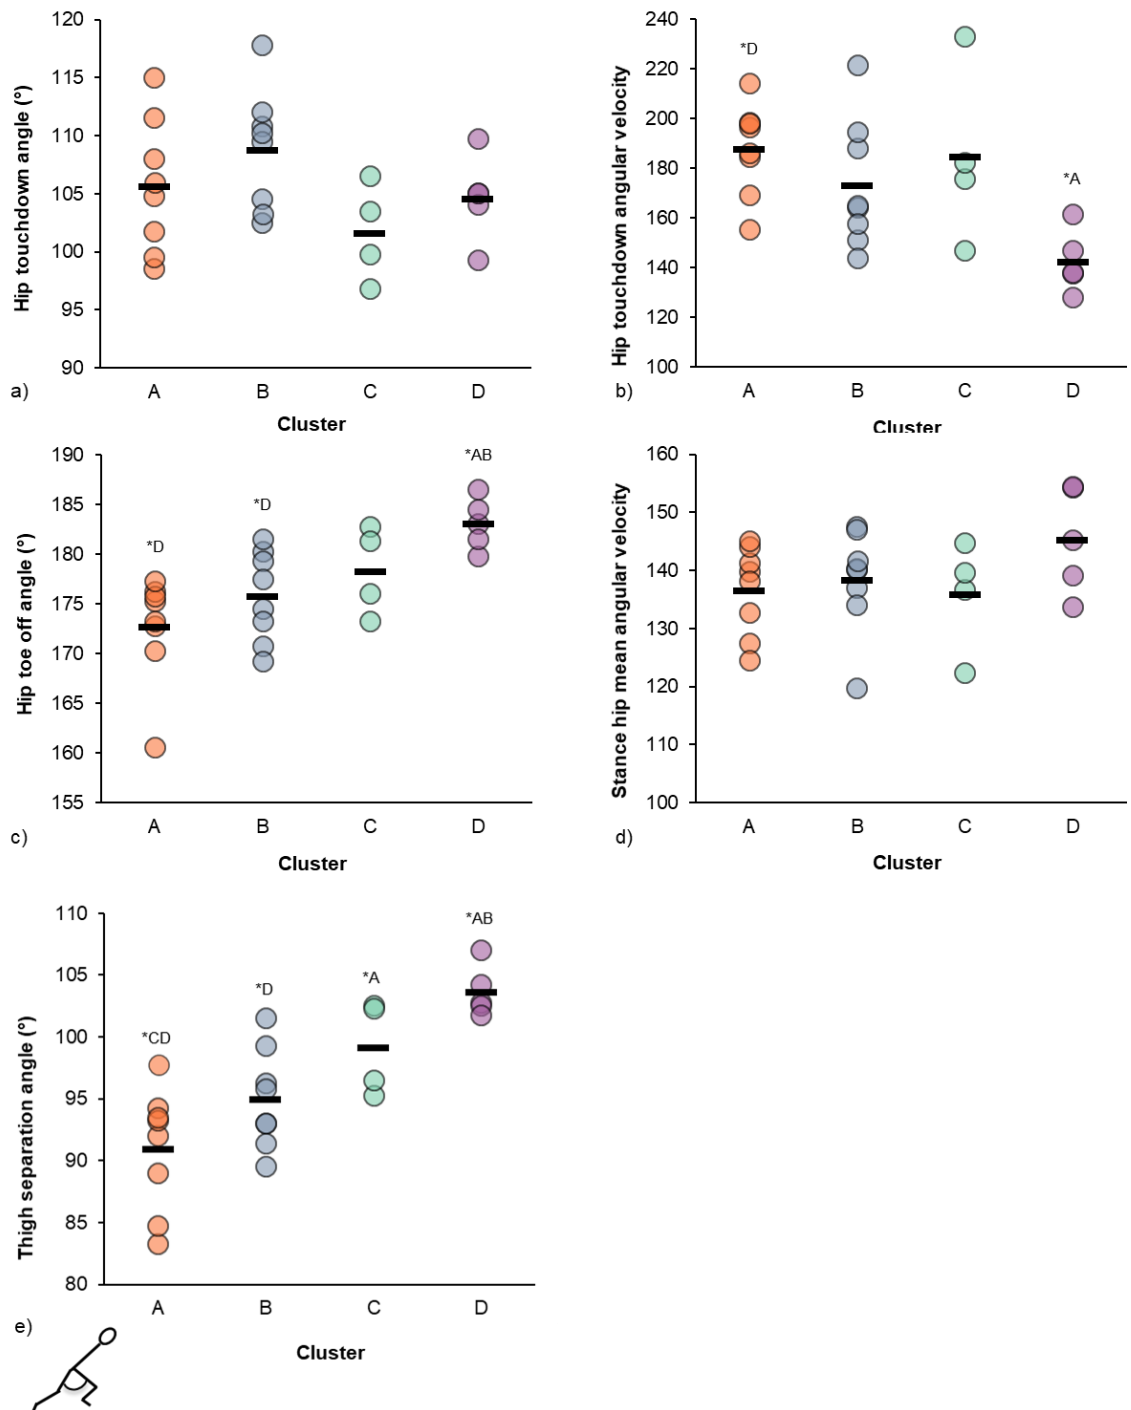 Hip touchdown angle (°)
120
115
110
105
100
95
90
A B C D
Cluster
a)
Hip touchdown angular velocity
240
220
200
180
160
140
120
100
*D
*A
A B C D
Cluster
b)
Hip toe off angle (°)
190
185
180
175
170
165
160
155
*D
*D
*AB
A B C D
Cluster
c)
Stance hip mean angular velocity
160
150
140
130
120
110
100
A B C D
Cluster
d)
Thigh separation angle (°)
110
105
100
95
90
85
80
*CD
*D
*A
*AB
A B C D
Cluster
e)